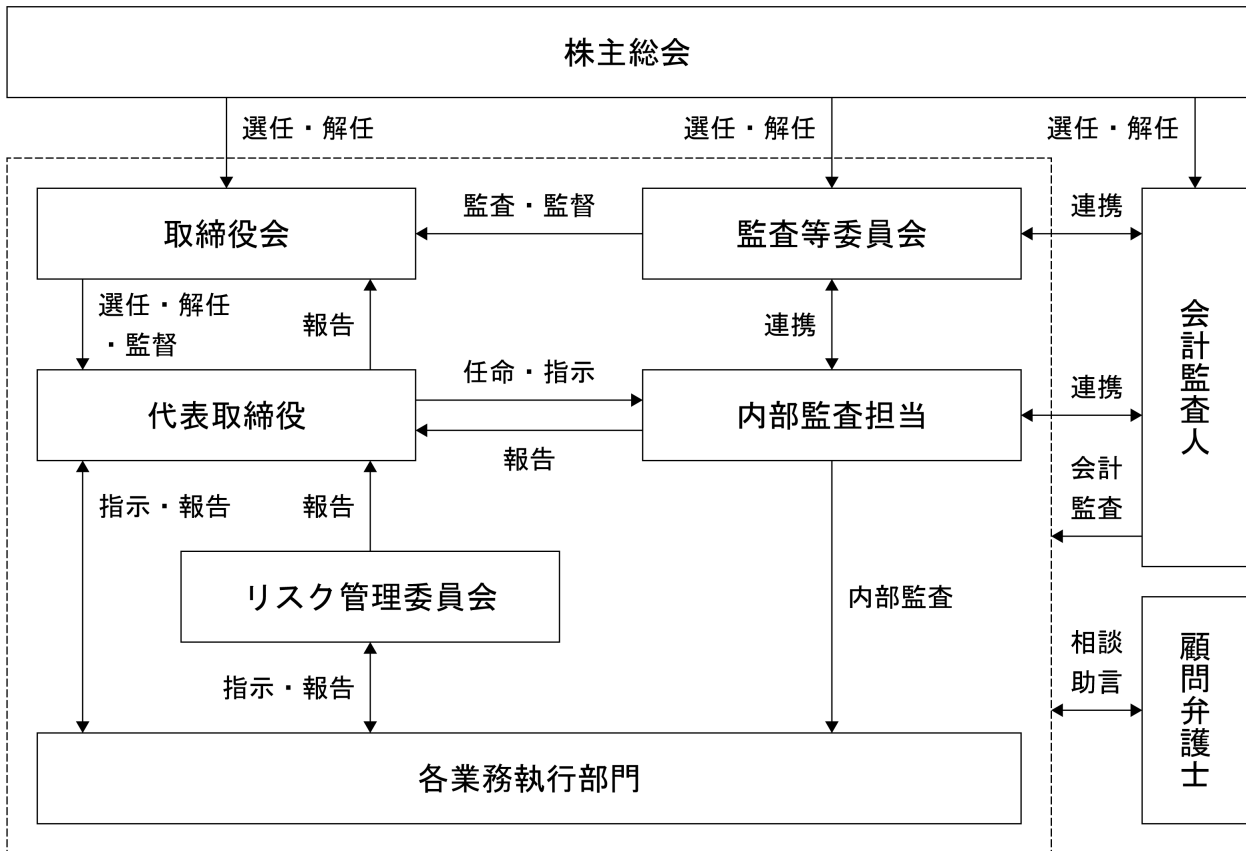 株主総会
選任・解任
選任・解任
選任・解任
取締役会
監査・監督
監査等委員会
連携
会計監査人
選任・解任
・監督
報告
連携
代表取締役
任命・指示
報告
内部監査担当
連携
会計
監査
指示・報告
報告
リスク管理委員会
内部監査
指示・報告
相談
助言
顧問弁護士
各業務執行部門